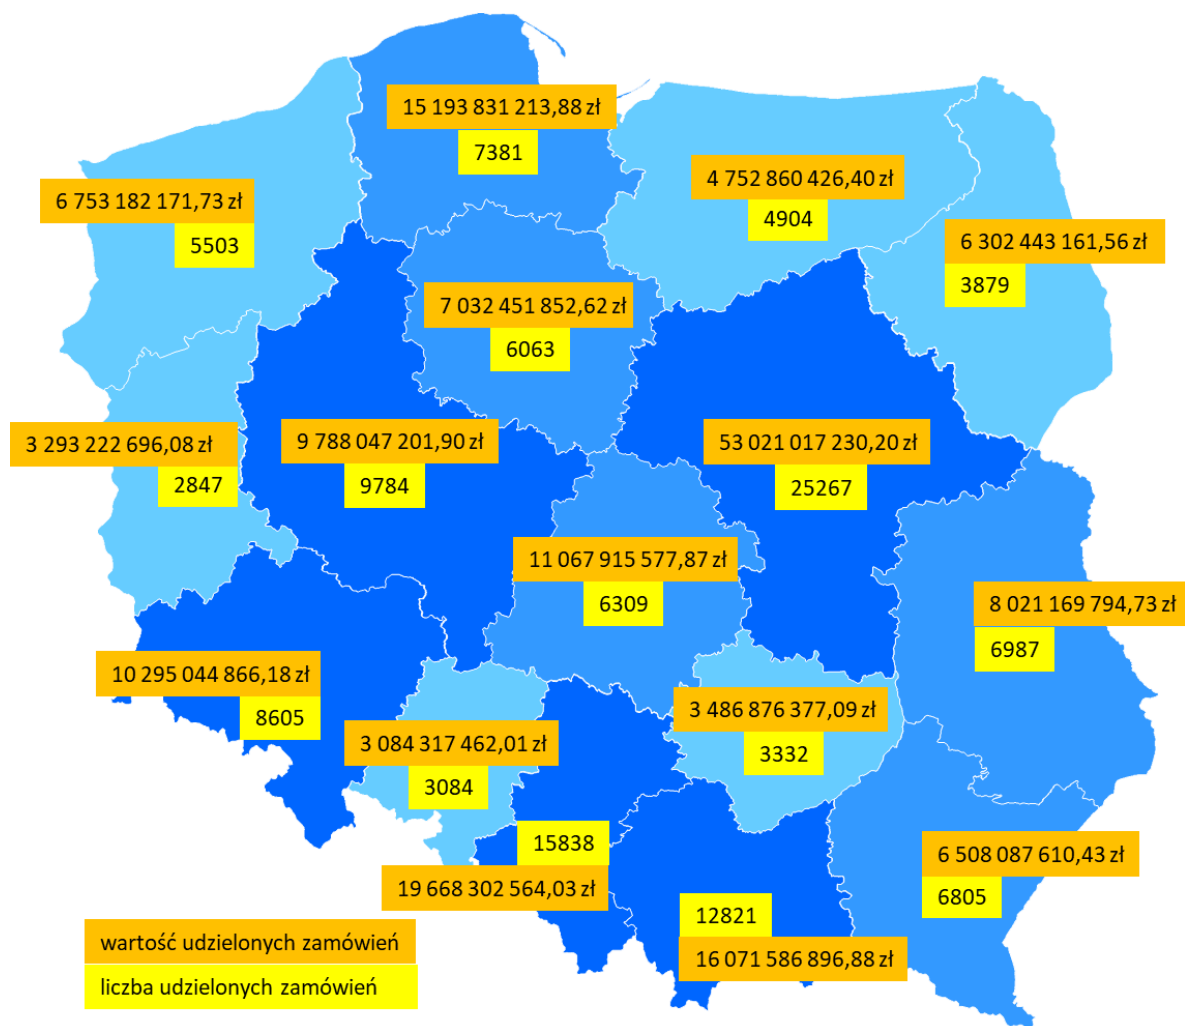 15 193 831 213,88 zł
7381
4 752 860 426,40 zł
4904
6 753 182 171,73 zł
5503
6 302 443 161,56 zł
3879
7 032 451 852,62 zł
6063
3 293 222 696,08 zł
2847
9 788 047 201,90 zł
9784
53 021 017 230,20 zł
25267
11 067 915 577,87 zł
6309
8 021 169 794,73 zł
6987
10 295 044 866,18 zł
8605
3 486 876 377,09 zł
3332
3 084 317 462,01 zł
3084
15838
19 668 302 564,03 zł
6 508 087 610,43 zł
6805
12821
16 071 586 896,88 zł
wartość udzielonych zamówień
liczba udzielonych zamówień